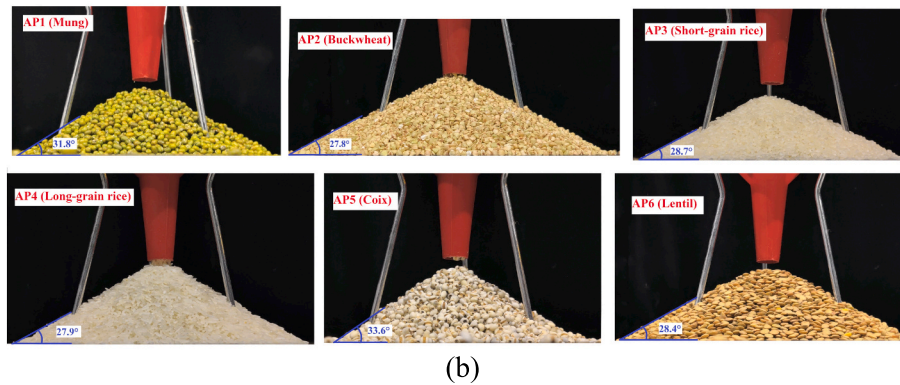 AP1 (Mung)
31.8°
AP2 (Buckwheat)
27.8°
AP3 (Short-grain rice)
28.7°
AP4 (Long-grain rice)
27.9°
AP5 (Coix)
33.6°
AP6 (Lentil)
28.4°
(b)